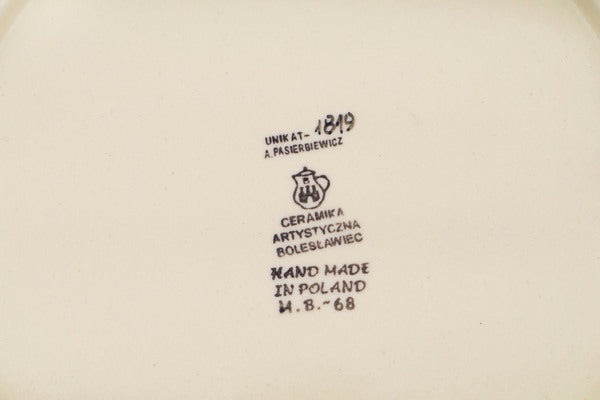 UNIKAT- 1819
A.PASIERBIEWICZ
CERAMIKA
ARTYSTYCZNA
BOLESŁAWIEC
HAND MADE
IN POLAND
M.B.-68